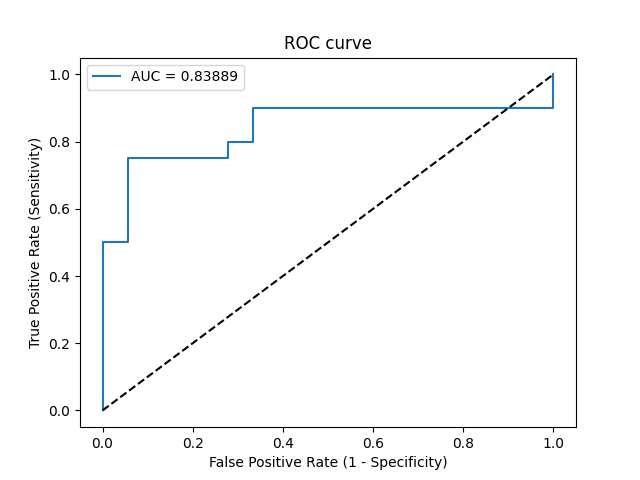 ROC curve
AUC = 0.83889
True Positive Rate (Sensitivity)
1.0
0.8
0.6
0.4
0.2
0.0
0.0 0.2 0.4 0.6 0.8 1.0
False Positive Rate (1 - Specificity)